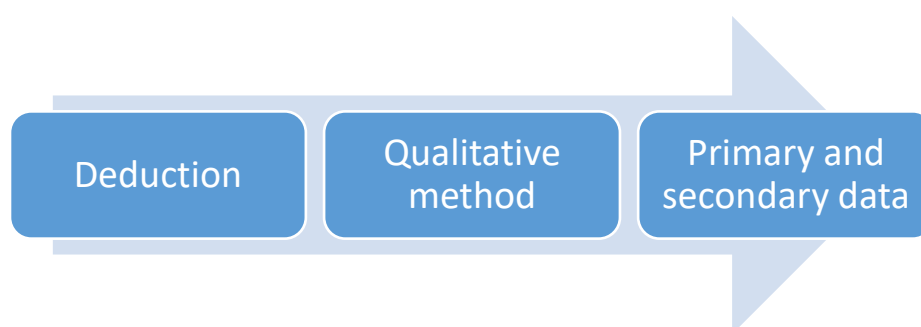 Deduction
Qualitative
method
Primary and
secondary data